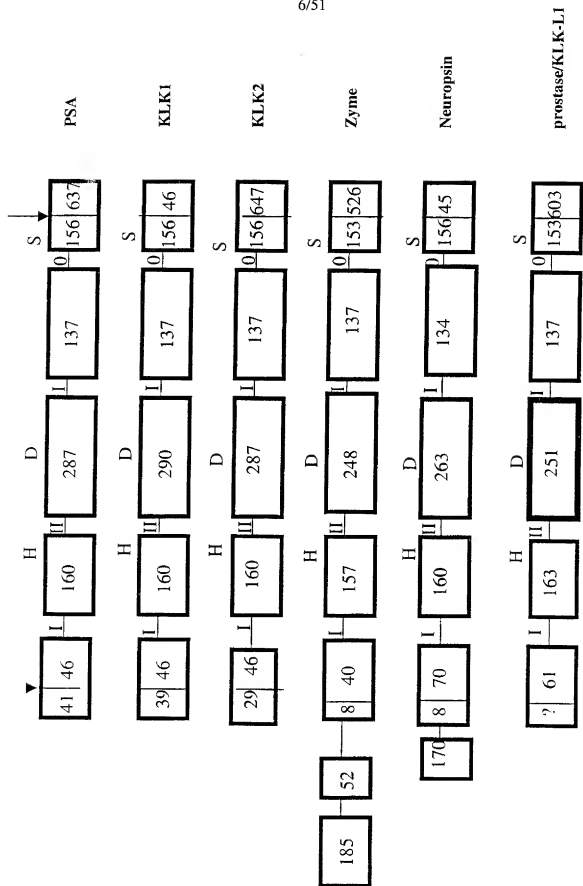 6/51
H D S
41 46 I 160 II 287 I 137 0 156 637 PSA
H D S
39 46 I 160 II 290 I 137 0 156 46 KLK1
H D S
29 46 I 160 II 287 I 137 0 156 647 KLK2
H D S
185 52 8 40 I 157 II 248 I 137 0 153 526 Zyme
H D S
170 8 70 I 160 II 263 I 134 0 156 45 Neuropsin
H D S
? 61 I 163 II 251 I 137 0 153 603 prostase/KLK-L1